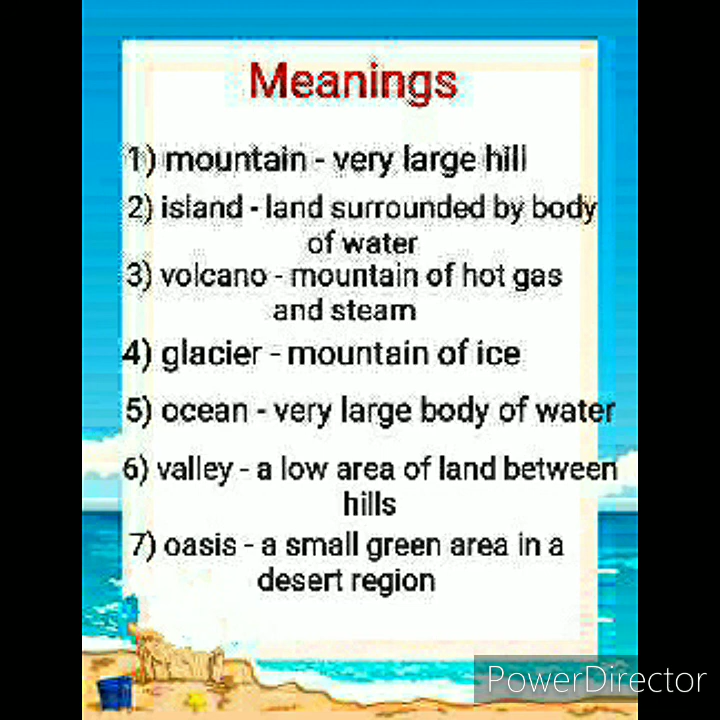 Meanings
1) mountain - very large hill
2) island - land surrounded by body
of water
3) volcano - mountain of hot gas
and steam
4) glacier - mountain of ice
5) ocean - very large body of water
6) valley - a low area of land between
hills
7) oasis - a small green area in a
desert region
PowerDirector